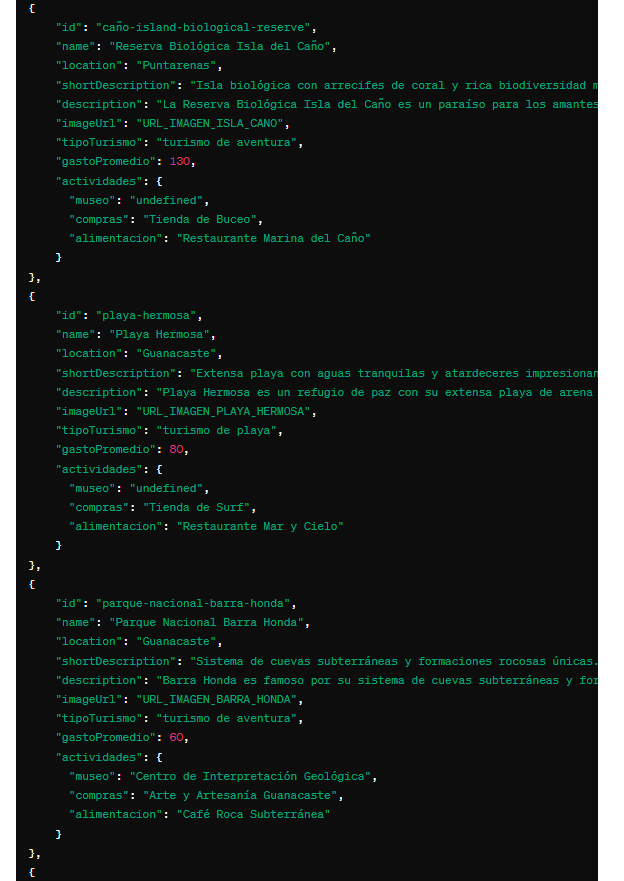 {
"id": "caño-island-biological-reserve",
"name": "Reserva Biológica Isla del Caño",
"location": "Puntarenas",
"shortDescription": "Isla biológica con arrecifes de coral y rica biodiversidad m
"description": "La Reserva Biológica Isla del Caño es un paraíso para los amantes
"imageUrl": "URL_IMAGEN_ISLA_CANO",
"tipoTurismo": "turismo de aventura",
"gastoPromedio": 130,
"actividades": {
"museo": "undefined",
"compras": "Tienda de Buceo",
"alimentacion": "Restaurante Marina del Caño"
}
},
{
"id": "playa-hermosa",
"name": "Playa Hermosa",
"location": "Guanacaste",
"shortDescription": "Extensa playa con aguas tranquilas y atardeceres impresionan
"description": "Playa Hermosa es un refugio de paz con su extensa playa de arena
"imageUrl": "URL_IMAGEN_PLAYA_HERMOSA",
"tipoTurismo": "turismo de playa",
"gastoPromedio": 80,
"actividades": {
"museo": "undefined",
"compras": "Tienda de Surf",
"alimentacion": "Restaurante Mar y Cielo"
}
},
{
"id": "parque-nacional-barra-honda",
"name": "Parque Nacional Barra Honda",
"location": "Guanacaste",
"shortDescription": "Sistema de cuevas subterráneas y formaciones rocosas únicas.
"description": "Barra Honda es famoso por su sistema de cuevas subterráneas y for
"imageUrl": "URL_IMAGEN_BARRA_HONDA",
"tipoTurismo": "turismo de aventura",
"gastoPromedio": 60,
"actividades": {
"museo": "Centro de Interpretación Geológica",
"compras": "Arte y Artesanía Guanacaste",
"alimentacion": "Café Roca Subterránea"
}
},
{